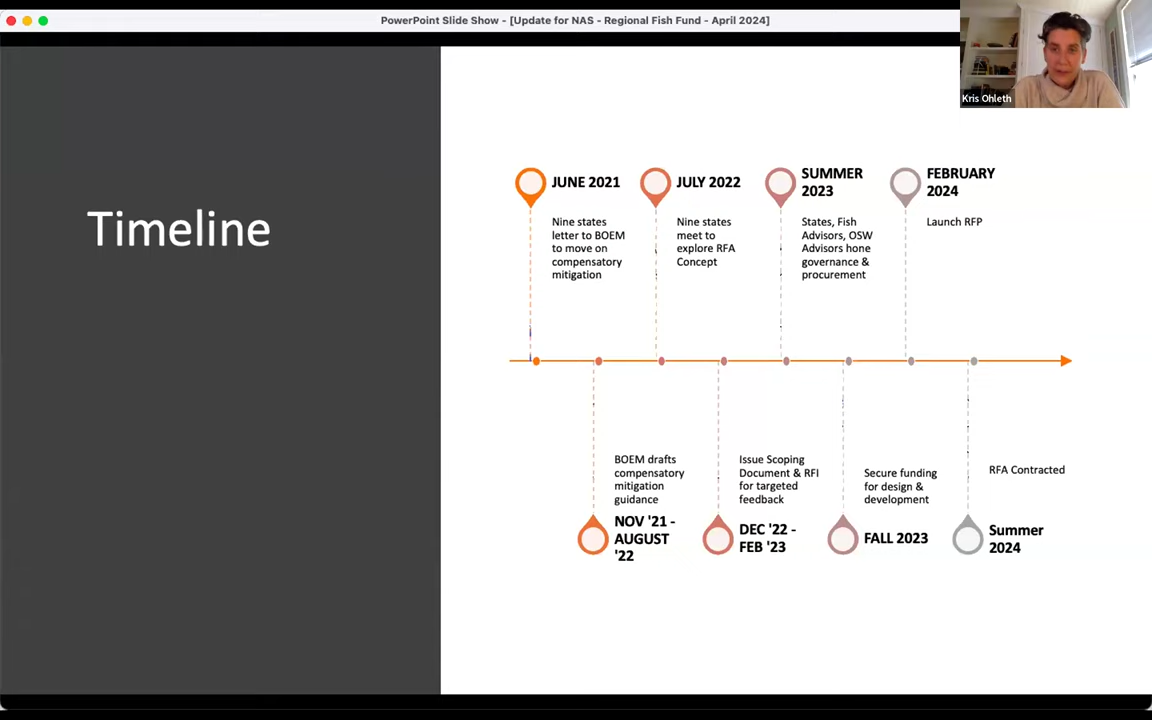 PowerPoint Slide Show - [Update for NAS - Regional Fish Fund - April 2024]
Kris Ohleth
Timeline
JUNE 2021
Nine states
letter to BOEM
to move on
compensatory
mitigation
JULY 2022
Nine states
meet to
explore RFA
Concept
SUMMER
2023
States, Fish
Advisors, OSW
Advisors hone
governance &
procurement
FEBRUARY
2024
Launch RFP
BOEM drafts
compensatory
mitigation
guidance
NOV '21 -
AUGUST
'22
Issue Scoping
Document & RFI
for targeted
feedback
DEC '22 -
FEB '23
Secure funding
for design &
development
FALL 2023
RFA Contracted
Summer
2024